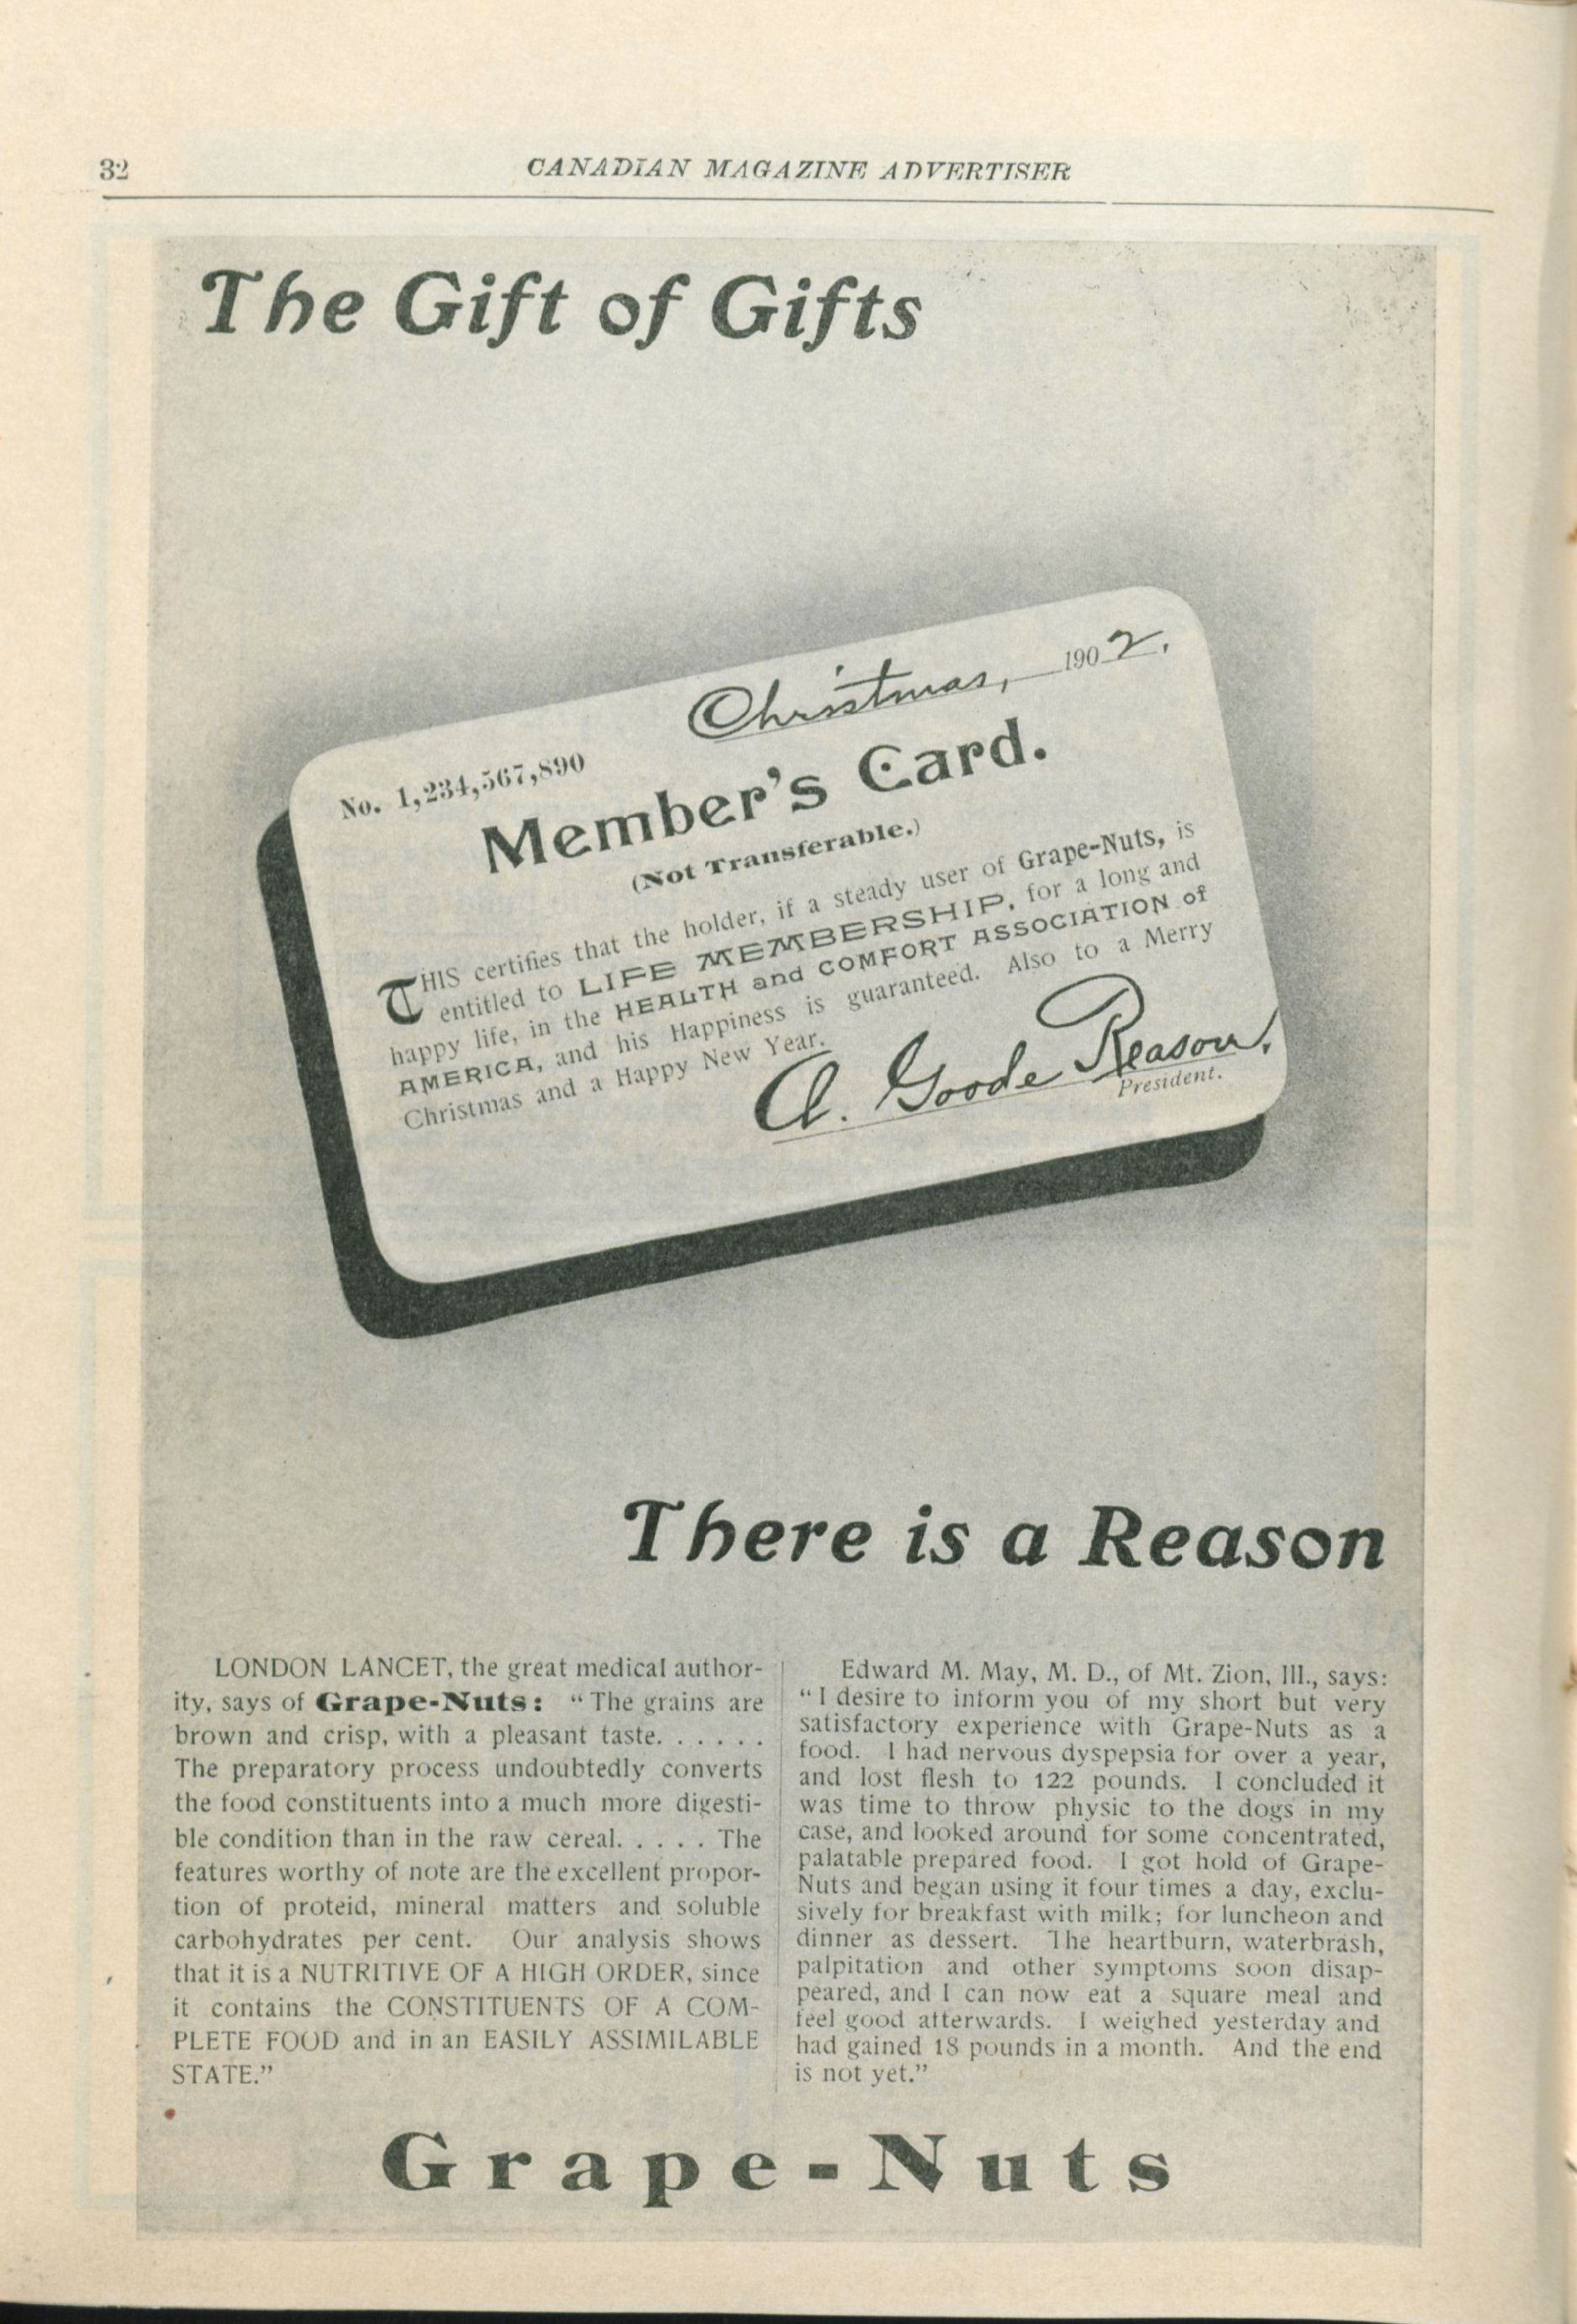 32
CANADIAN MAGAZINE ADVERTISER
The Gift of Gifts
Christmas, 1902.
No. 1,234,567,890
Member's Card.
(Not Transferable.)
THIS certifies that the holder, if a steady user of Grape-Nuts, is
entitled to LIFE MEMBERSHIP, for a long and
happy life, in the HEALTH and COMFORT ASSOCIATION of
AMERICA, and his Happiness is guaranteed. Also to a Merry
Christmas and a Happy New Year.
A. Goode Reason,
President.
There is a Reason
LONDON LANCET, the great medical author-
ity, says of Grape-Nuts: "The grains are
brown and crisp, with a pleasant taste. . . . . .
The preparatory process undoubtedly converts
the food constituents into a much more digesti-
ble condition than in the raw cereal. . . . . The
features worthy of note are the excellent propor-
tion of proteid, mineral matters and soluble
carbohydrates per cent. Our analysis shows
that it is a NUTRITIVE OF A HIGH ORDER, since
it contains the CONSTITUENTS OF A COM-
PLETE FOOD and in an EASILY ASSIMILABLE
STATE."
Edward M. May, M. D., of Mt. Zion, Ill., says:
"I desire to inform you of my short but very
satisfactory experience with Grape-Nuts as a
food. I had nervous dyspepsia for over a year,
and lost flesh to 122 pounds. I concluded it
was time to throw physic to the dogs in my
case, and looked around for some concentrated,
palatable prepared food. I got hold of Grape-
Nuts and began using it four times a day, exclu-
sively for breakfast with milk; for luncheon and
dinner as dessert. The heartburn, waterbrash,
palpitation and other symptoms soon disap-
peared, and I can now eat a square meal and
feel good afterwards. I weighed yesterday and
had gained 18 pounds in a month. And the end
is not yet."
Grape-Nuts